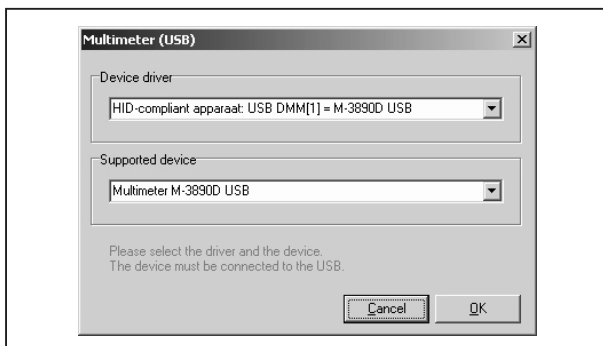 Multimeter (USB)
Device driver
HID-compliant apparaat: USB DMM[1] = M-3890D USB
Supported device
Multimeter M-3890D USB
Please select the driver and the device.
The device must be connected to the USB.
Cancel OK